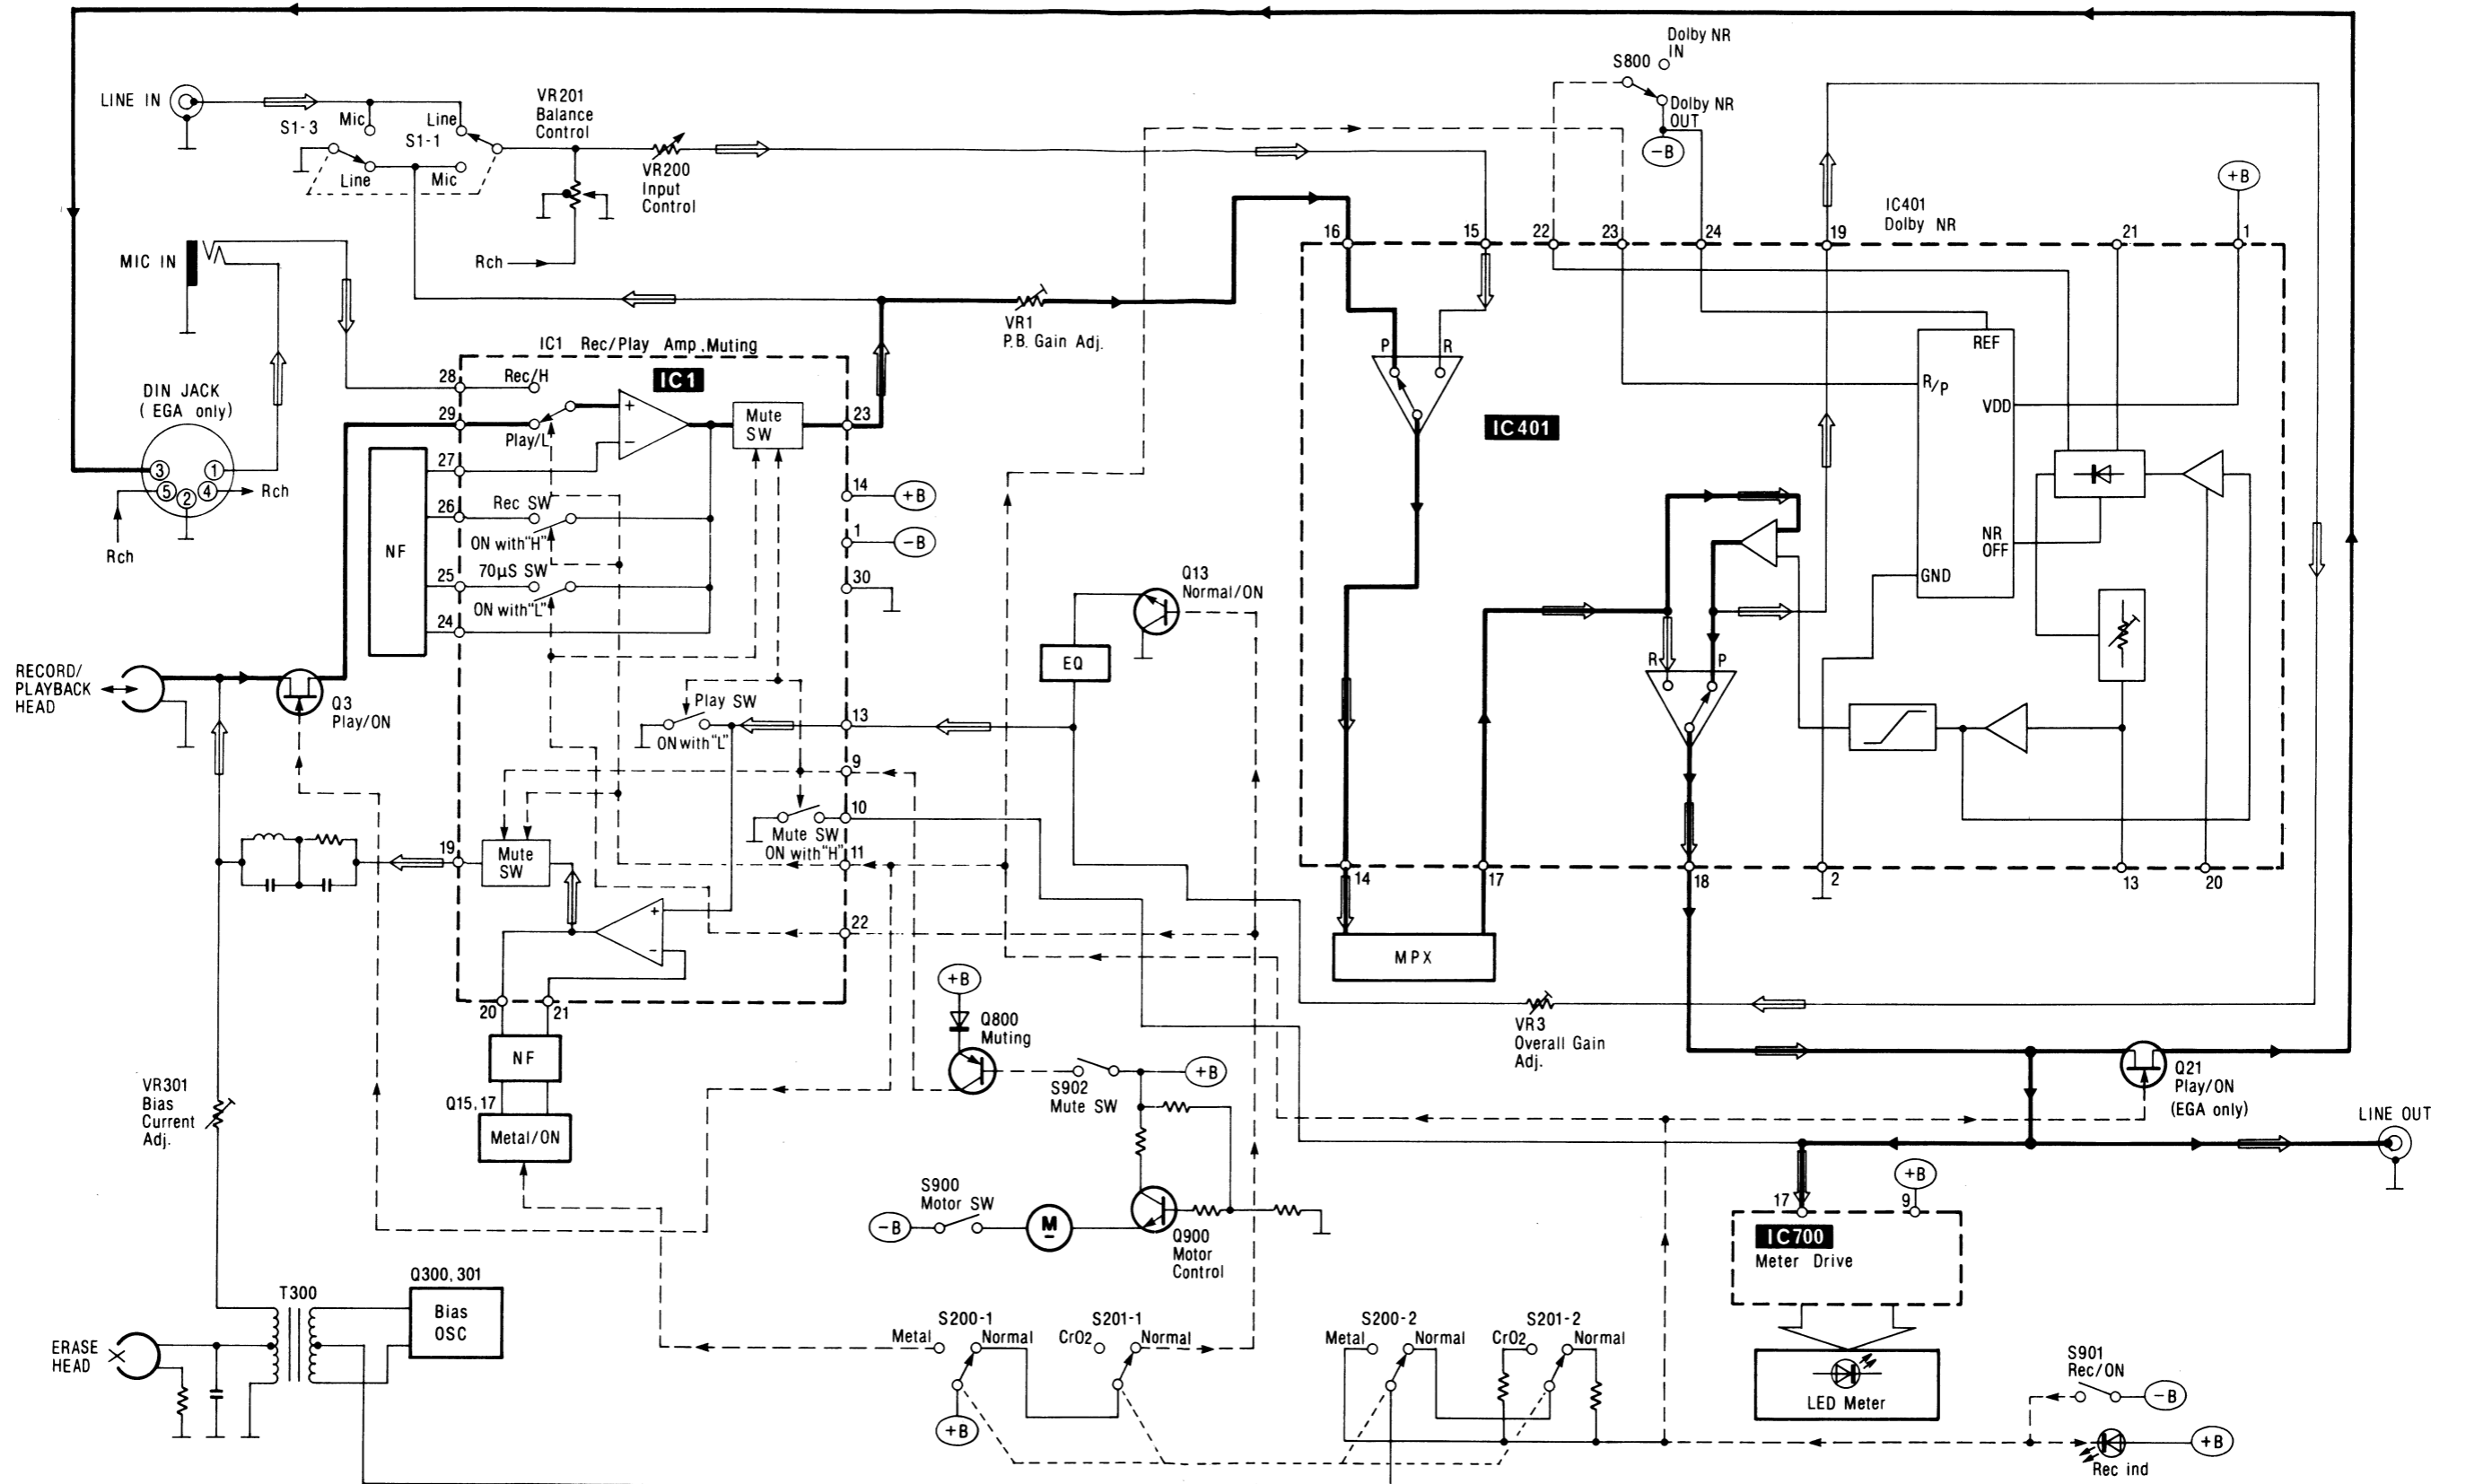 Dolby NR
IN
S800
Dolby NR
OUT
−B
LINE IN
S1-3
Mic
Line
S1-1
Line
Mic
VR201
Balance
Control
VR200
Input
Control
Rch
MIC IN
+B
IC401
Dolby NR
16
15
22
23
24
19
21
1
VR1
P.B. Gain Adj.
P
R
IC401
REF
R/P
VDD
NR
OFF
GND
R
P
14
17
18
2
13
20
MPX
DIN JACK
( EGA only)
3
1
5
2
4
Rch
Rch
IC1 Rec/Play Amp, Muting
IC1
28
Rec/H
29
Play/L
+
−
Mute
SW
23
27
26
Rec SW
ON with "H"
25
70μS SW
ON with "L"
24
NF
14
+B
1
−B
30
Q13
Normal/ON
EQ
RECORD/
PLAYBACK
HEAD
Q3
Play/ON
Play SW
ON with "L"
13
9
10
Mute SW
ON with "H"
11
19
Mute
SW
+
−
22
20
21
NF
Q15, 17
Metal/ON
+B
Q800
Muting
S902
Mute SW
+B
VR3
Overall Gain
Adj.
Q21
Play/ON
(EGA only)
LINE OUT
VR301
Bias
Current
Adj.
S900
Motor SW
−B
M
Q900
Motor
Control
17
9
+B
IC700
Meter Drive
LED Meter
T300
Q300, 301
Bias
OSC
ERASE
HEAD
S200-1
Metal
Normal
S201-1
CrO2
Normal
+B
S200-2
Metal
Normal
S201-2
CrO2
Normal
S901
Rec/ON
−B
+B
Rec ind